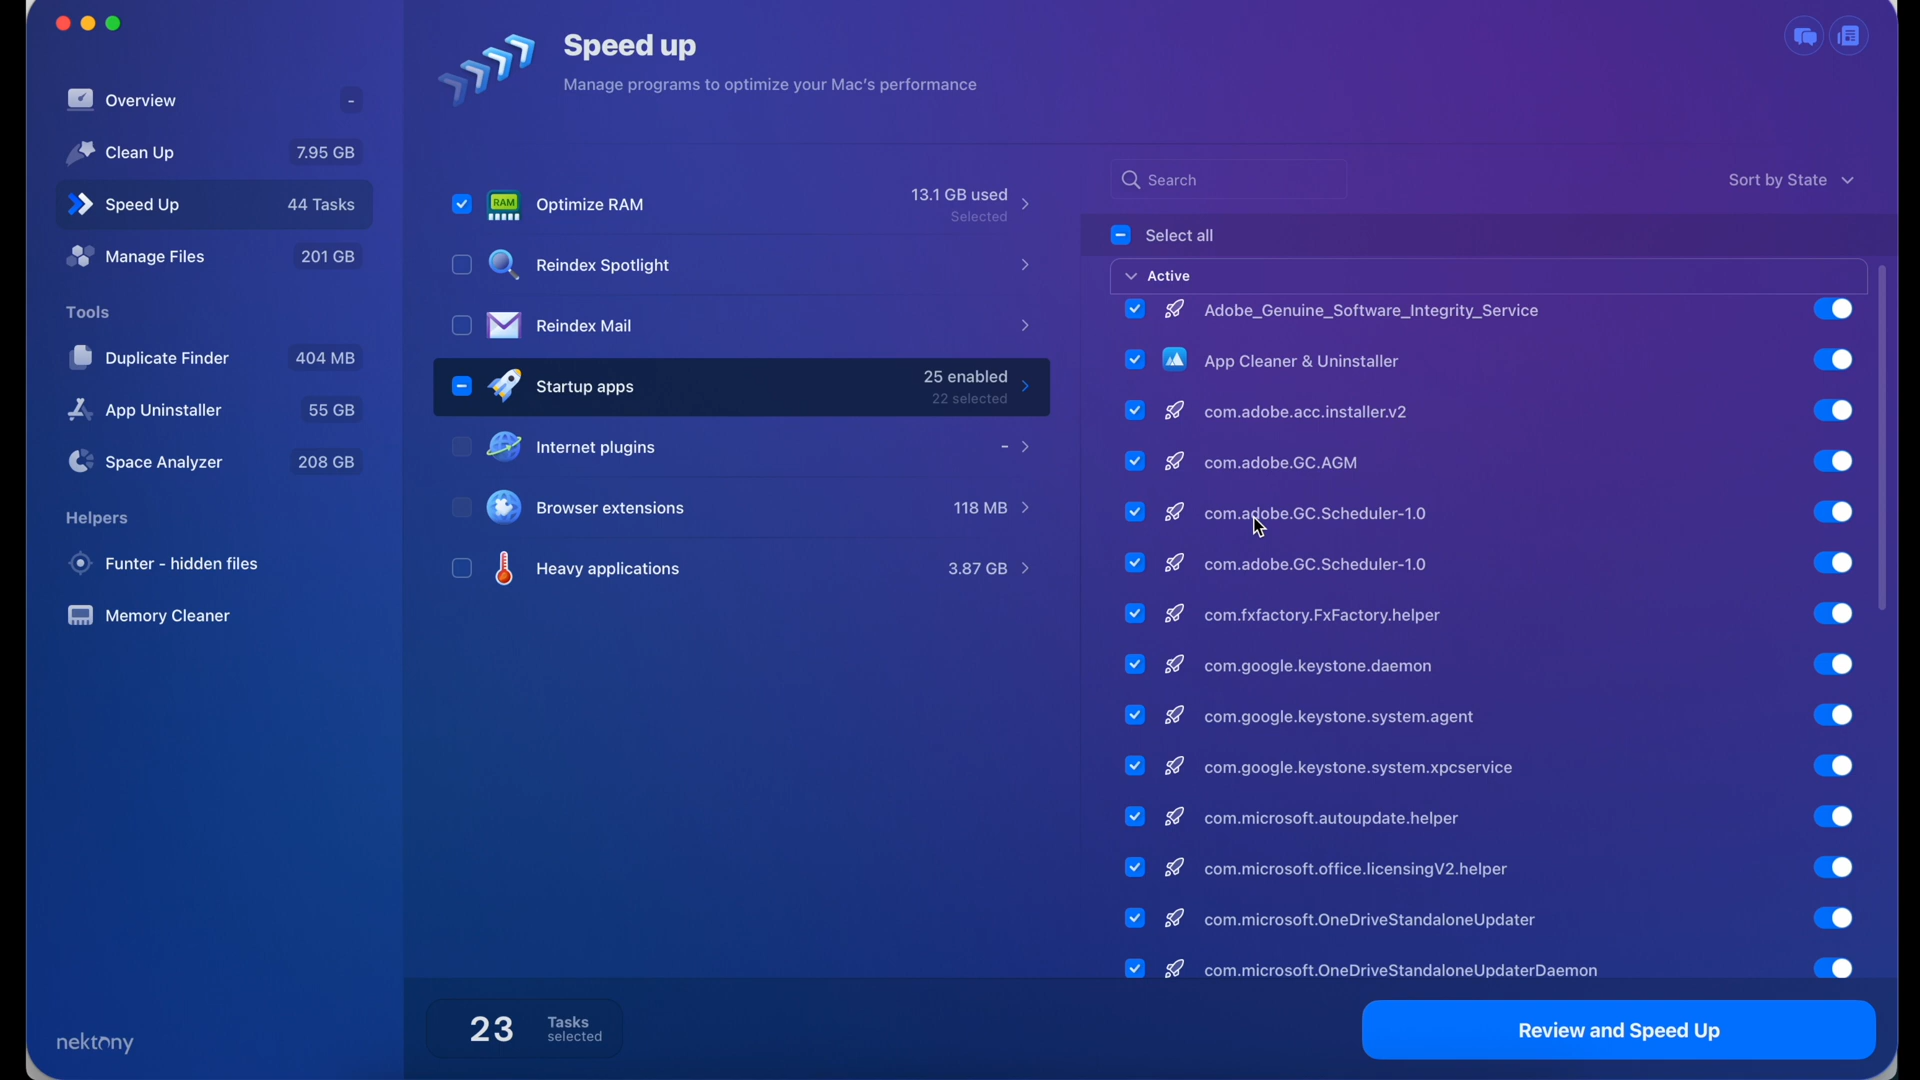 Speed up
Manage programs to optimize your Mac's performance
Overview -
Clean Up 7.95 GB
Speed Up 44 Tasks
Manage Files 201 GB
Tools
Duplicate Finder 404 MB
App Uninstaller 55 GB
Space Analyzer 208 GB
Helpers
Funter - hidden files
Memory Cleaner
nektony
RAM
Optimize RAM 13.1 GB used
Selected
Reindex Spotlight
Reindex Mail
Startup apps 25 enabled
22 selected
Internet plugins -
Browser extensions 118 MB
Heavy applications 3.87 GB
Search
Sort by State
Select all
Active
Adobe_Genuine_Software_Integrity_Service
App Cleaner & Uninstaller
com.adobe.acc.installer.v2
com.adobe.GC.AGM
com.adobe.GC.Scheduler-1.0
com.adobe.GC.Scheduler-1.0
com.fxfactory.FxFactory.helper
com.google.keystone.daemon
com.google.keystone.system.agent
com.google.keystone.system.xpcservice
com.microsoft.autoupdate.helper
com.microsoft.office.licensingV2.helper
com.microsoft.OneDriveStandaloneUpdater
com.microsoft.OneDriveStandaloneUpdaterDaemon
23 Tasks
selected
Review and Speed Up